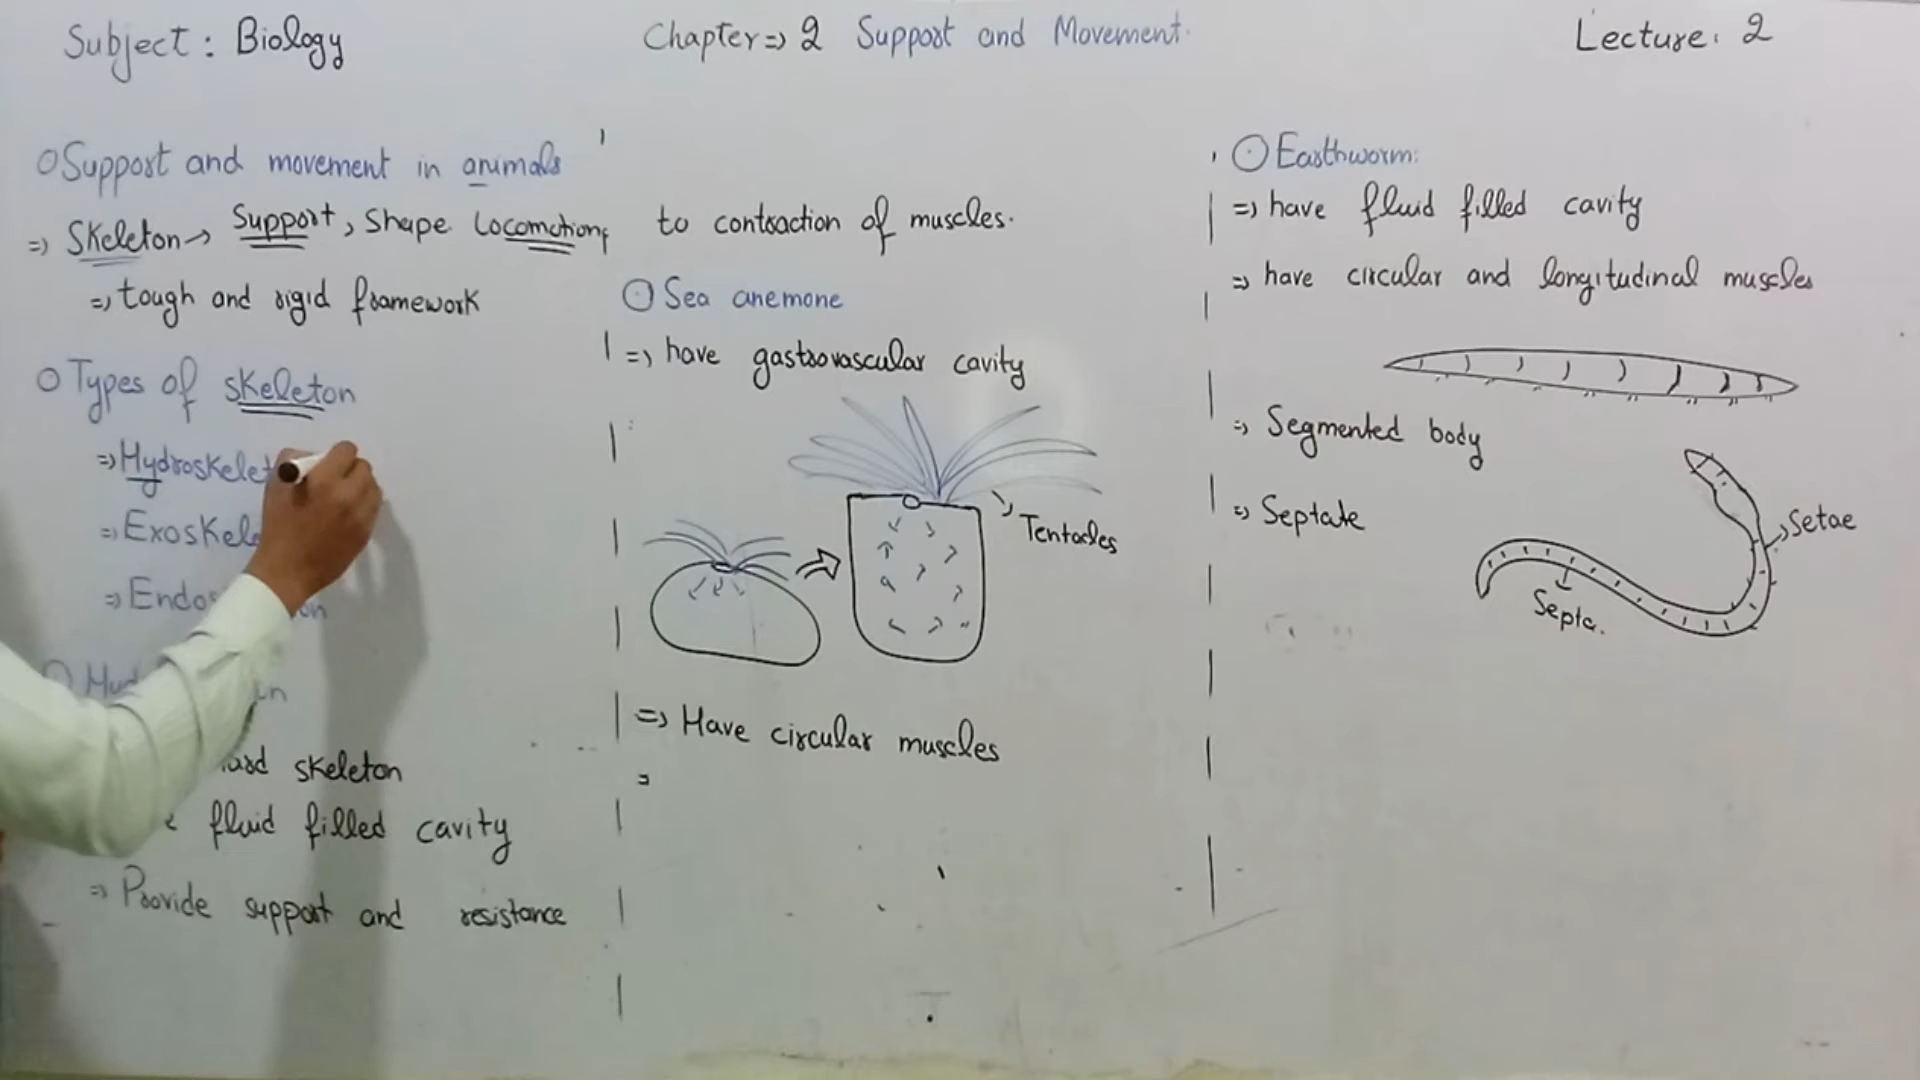 Subject : Biology
Chapter => 2 Support and Movement.
Lecture. 2
Support and movement in animals
=> Skeleton → Support, Shape Locomotion,
=> tough and rigid framework
Types of skeleton
=> Hydroskelet
=> Exoskel
=> Endos on
skeleton
fluid filled cavity
=> Provide support and resistance
to contraction of muscles.
Sea anemone
=> have gastrovascular cavity
Tentacles
=> Have circular muscles
=
Earthworm:
=> have fluid filled cavity
=> have circular and longitudinal muscles
=> Segmented body
=> Septate
Setae
Septa.